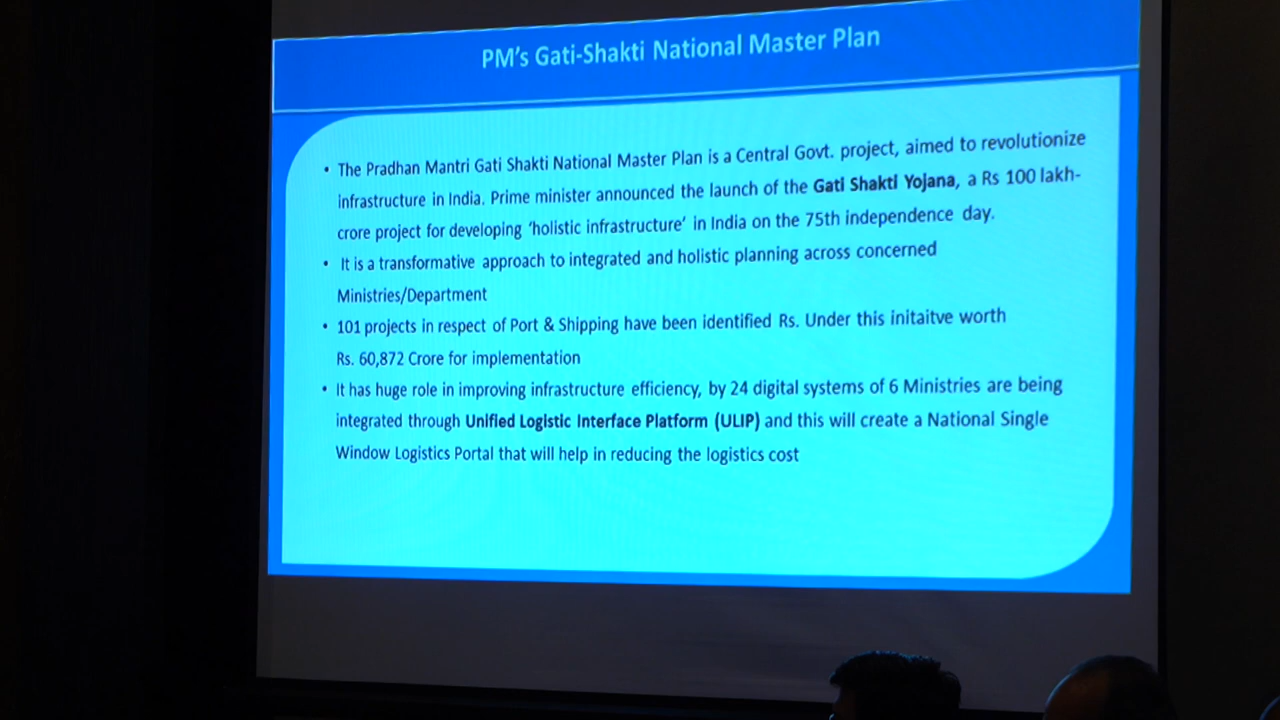 PM's Gati-Shakti National Master Plan
• The Pradhan Mantri Gati Shakti National Master Plan is a Central Govt. project, aimed to revolutionize
infrastructure in India. Prime minister announced the launch of the Gati Shakti Yojana, a Rs 100 lakh-
crore project for developing 'holistic infrastructure' in India on the 75th independence day.
• It is a transformative approach to integrated and holistic planning across concerned
Ministries/Department
• 101 projects in respect of Port & Shipping have been identified Rs. Under this initaitve worth
Rs. 60,872 Crore for implementation
• It has huge role in improving infrastructure efficiency, by 24 digital systems of 6 Ministries are being
integrated through Unified Logistic Interface Platform (ULIP) and this will create a National Single
Window Logistics Portal that will help in reducing the logistics cost